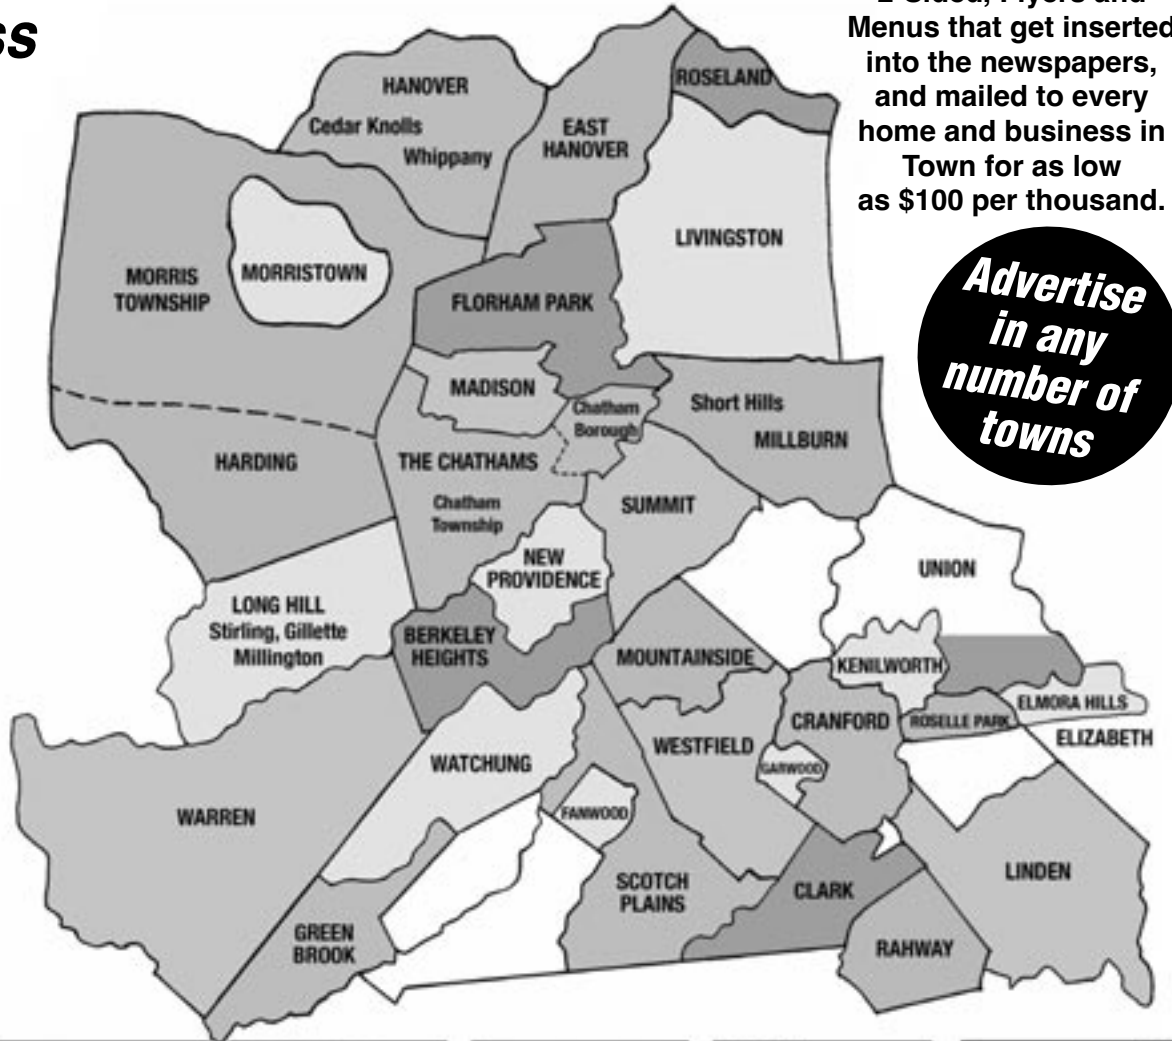 2-Sided, Flyers and
Menus that get inserted
into the newspapers,
and mailed to every
home and business in
Town for as low
as $100 per thousand.
Advertise
in any
number of
towns
HANOVER
Cedar Knolls
Whippany
EAST
HANOVER
ROSELAND
LIVINGSTON
MORRIS
TOWNSHIP
MORRISTOWN
FLORHAM PARK
MADISON
Chatham
Borough
Short Hills
MILLBURN
HARDING
THE CHATHAMS
Chatham
Township
SUMMIT
NEW
PROVIDENCE
UNION
LONG HILL
Stirling, Gillette
Millington
BERKELEY
HEIGHTS
MOUNTAINSIDE
KENILWORTH
ELMORA HILLS
ROSELLE PARK
ELIZABETH
CRANFORD
WESTFIELD
GARWOOD
WATCHUNG
FANWOOD
WARREN
SCOTCH
PLAINS
CLARK
LINDEN
GREEN
BROOK
RAHWAY